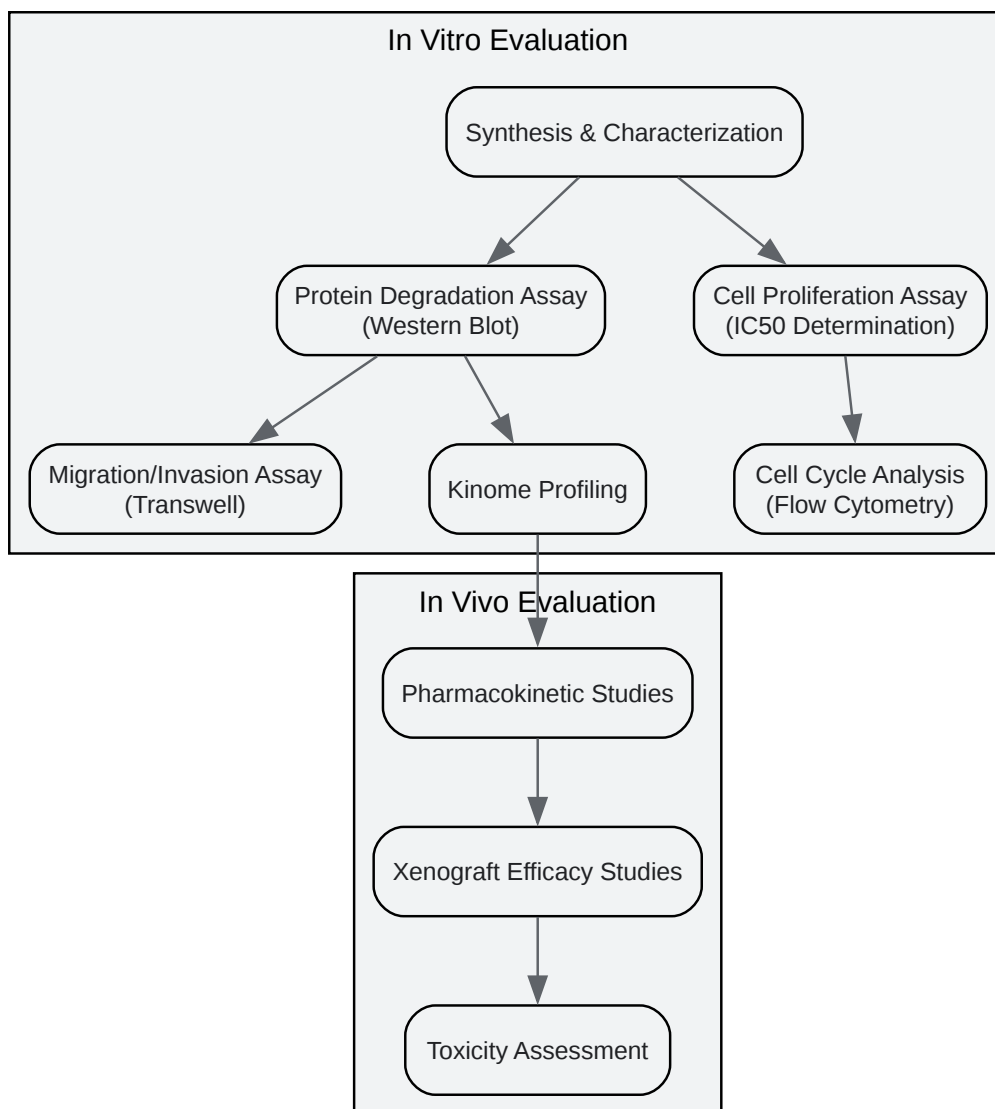 In Vitro Evaluation
Synthesis & Characterization
Protein Degradation Assay
(Western Blot)
Cell Proliferation Assay
(IC50 Determination)
Migration/Invasion Assay
(Transwell)
Kinome Profiling
Cell Cycle Analysis
(Flow Cytometry)
In Vivo Evaluation
Pharmacokinetic Studies
Xenograft Efficacy Studies
Toxicity Assessment